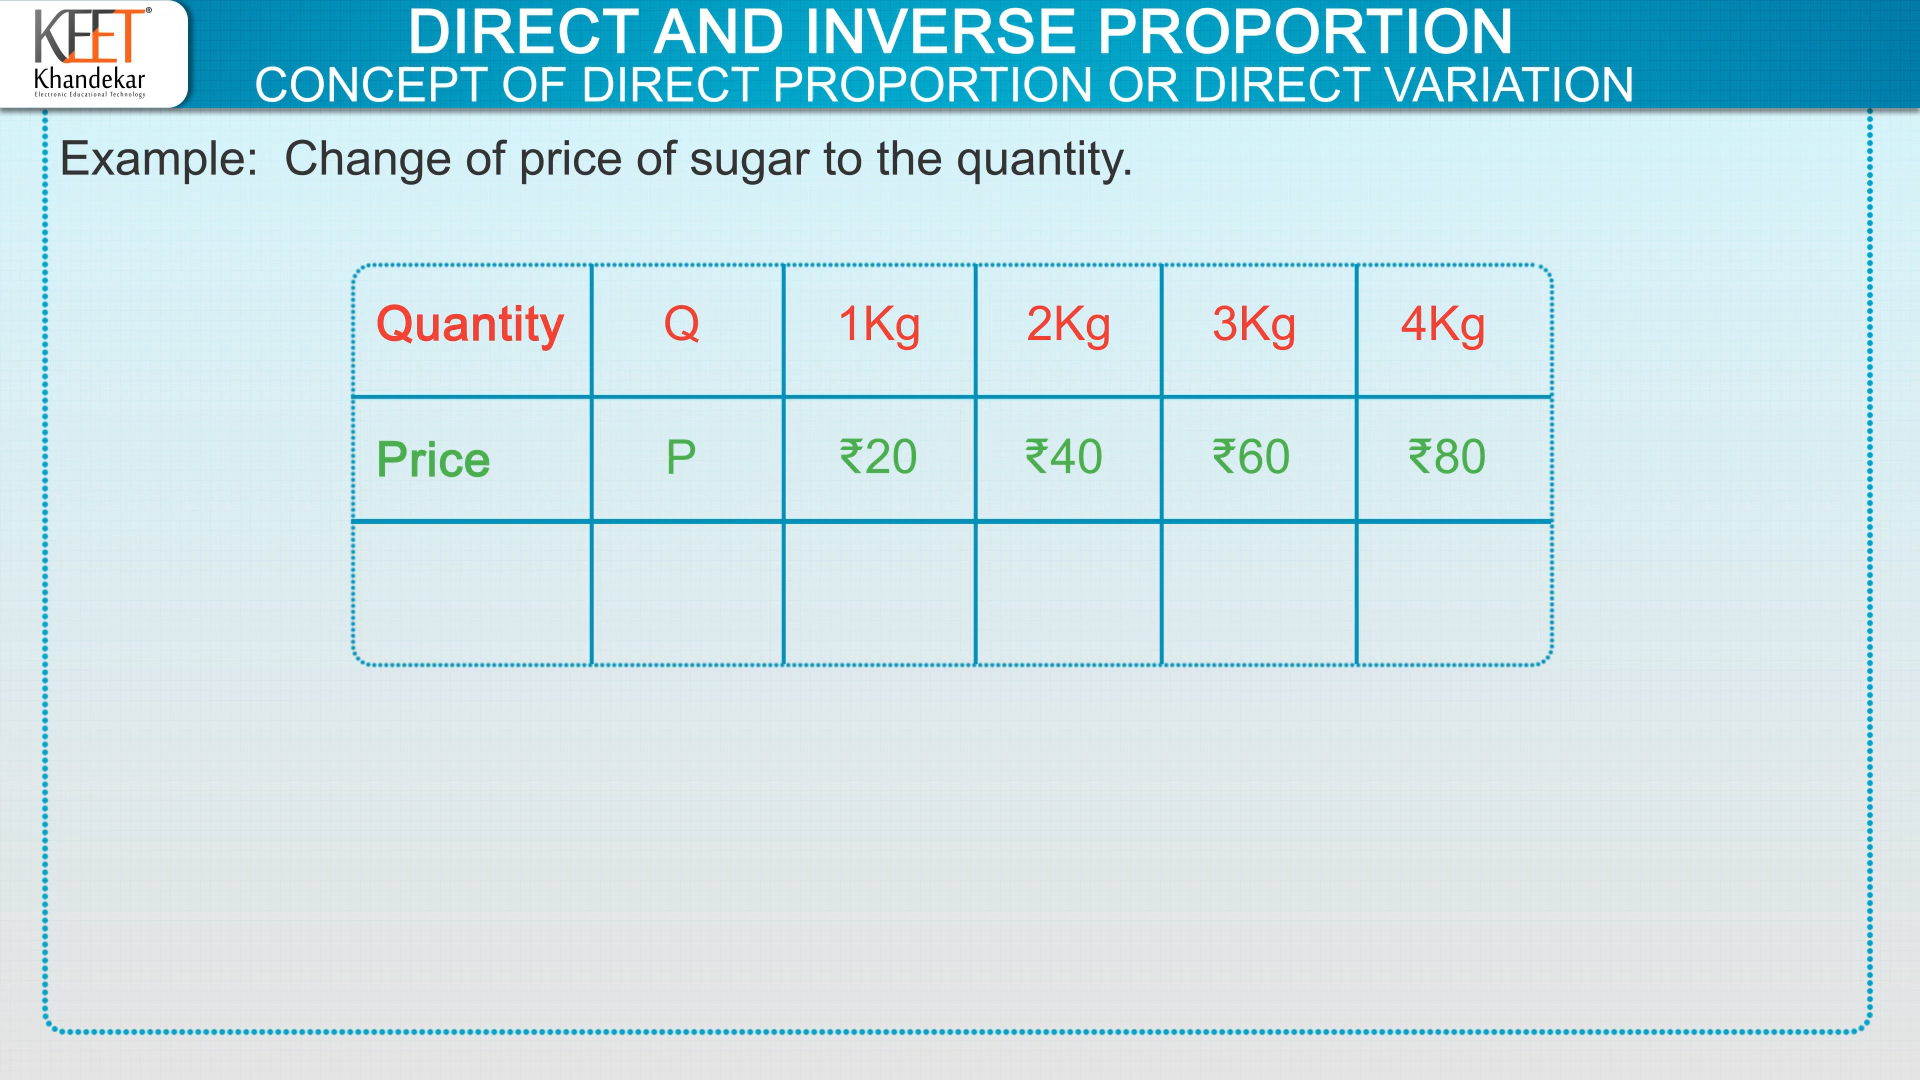 KEET®
Khandekar
Electronic Educational Technology
DIRECT AND INVERSE PROPORTION
CONCEPT OF DIRECT PROPORTION OR DIRECT VARIATION
Example: Change of price of sugar to the quantity.
Quantity Q 1Kg 2Kg 3Kg 4Kg
Price P ₹20 ₹40 ₹60 ₹80